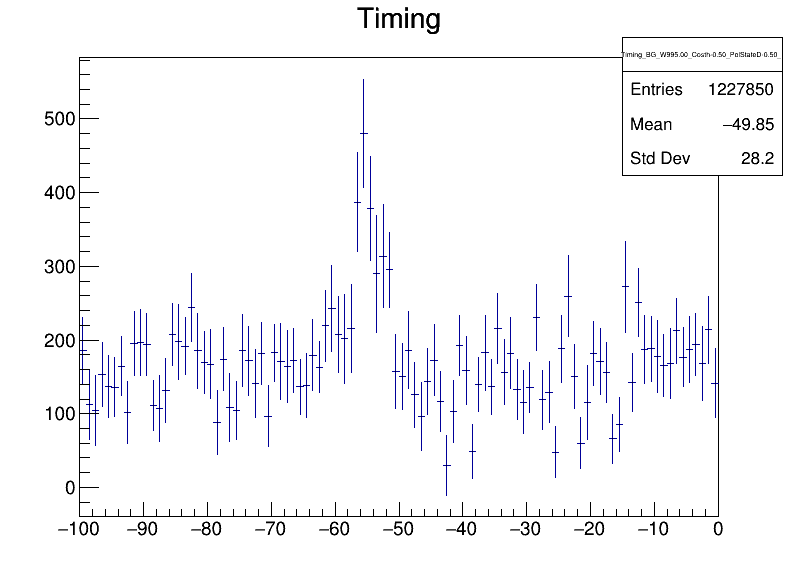 Timing
Timing_BG_W995.00_Costh-0.50_PolStateD-0.50_
Entries 1227850
Mean −49.85
Std Dev 28.2
500
400
300
200
100
0
−100 −90 −80 −70 −60 −50 −40 −30 −20 −10 0